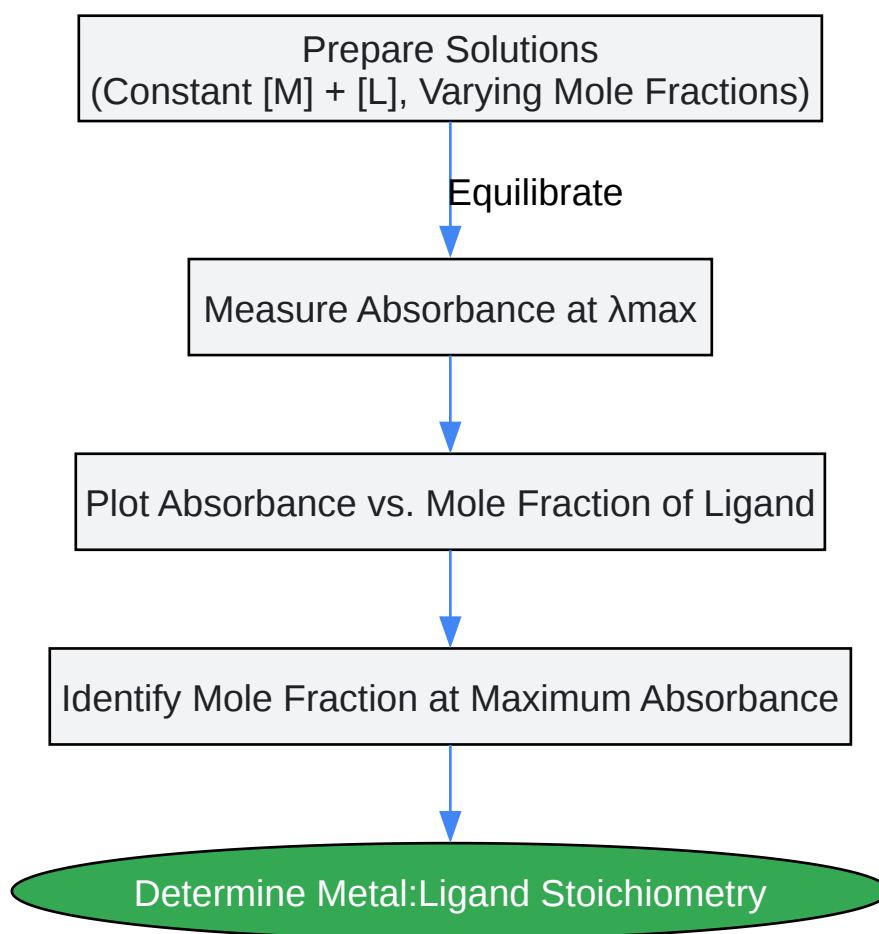 Prepare Solutions
(Constant [M] + [L], Varying Mole Fractions)
Equilibrate
Measure Absorbance at λmax
Plot Absorbance vs. Mole Fraction of Ligand
Identify Mole Fraction at Maximum Absorbance
Determine Metal:Ligand Stoichiometry